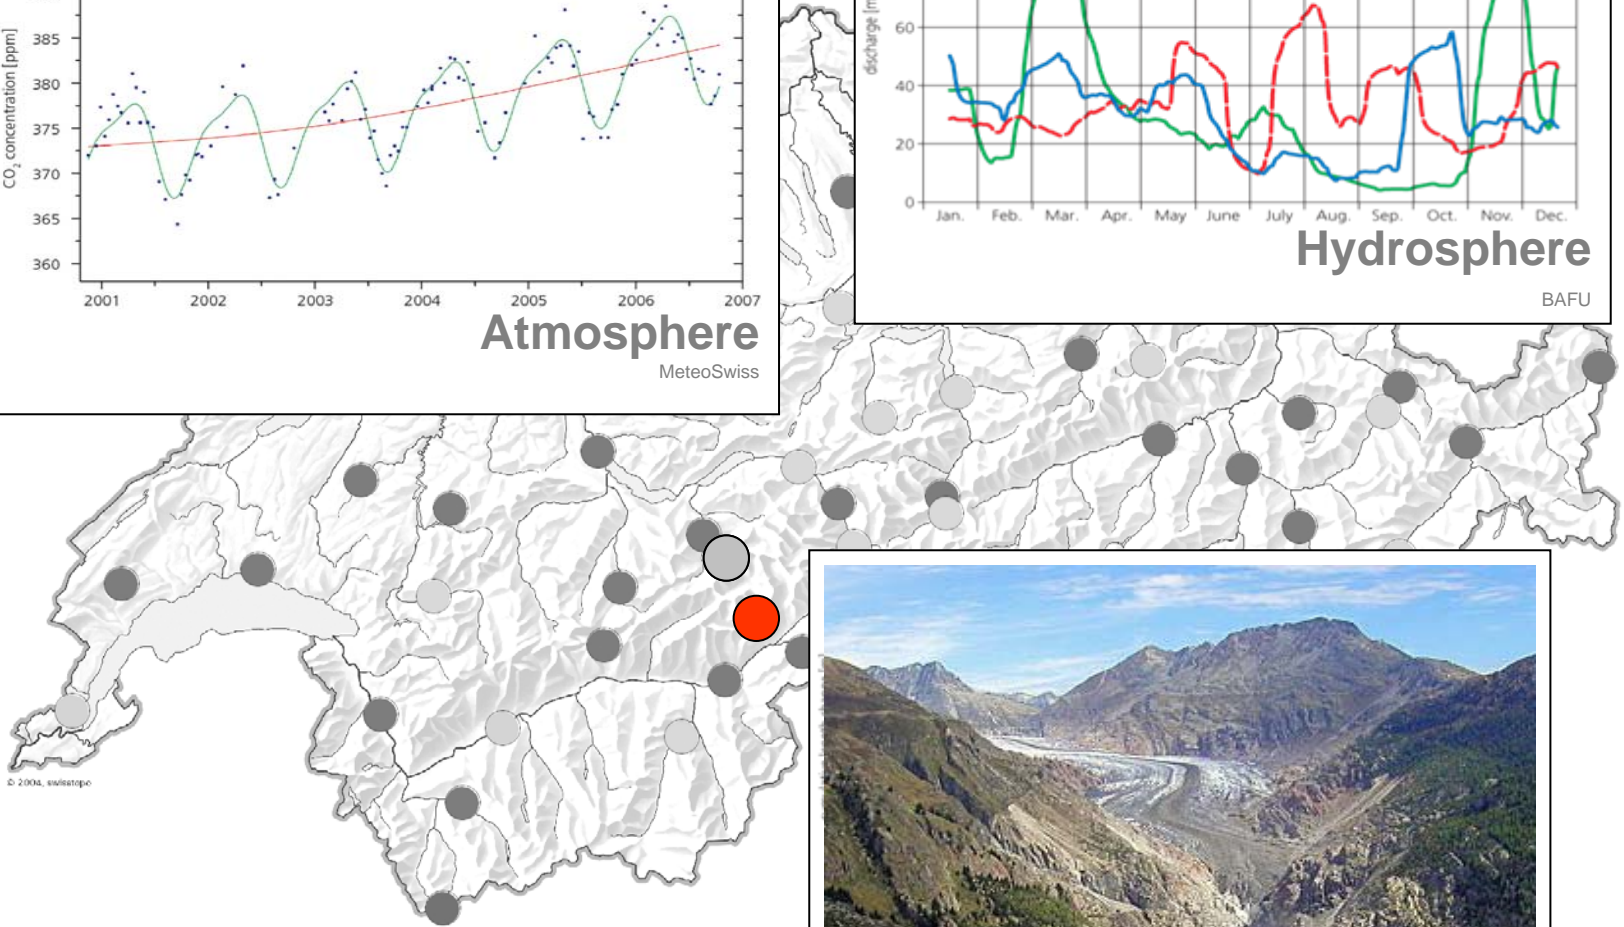 385
380
375
370
365
360
CO2 concentration [ppm]
2001 2002 2003 2004 2005 2006 2007
Atmosphere
MeteoSwiss
discharge [m
60
40
20
0
Jan. Feb. Mar. Apr. May June July Aug. Sep. Oct. Nov. Dec.
Hydrosphere
BAFU
© 2004, swisstopo